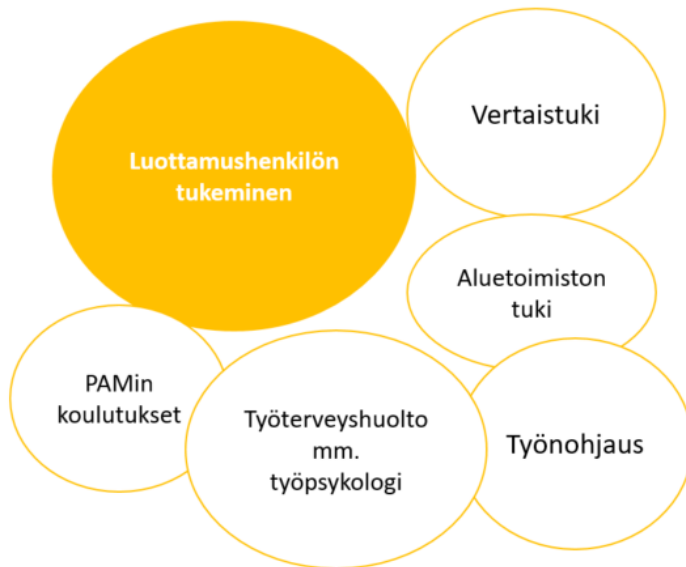 Luottamushenkilön
tukeminen
Vertaistuki
Aluetoimiston
tuki
PAMin
koulutukset
Työterveyshuolto
mm.
työpsykologi
Työnohjaus